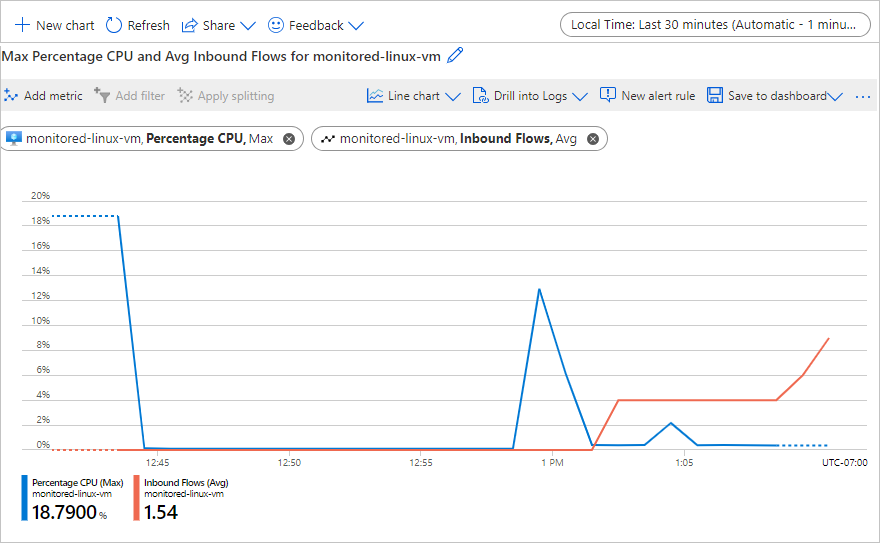 New chart Refresh Share Feedback Local Time: Last 30 minutes (Automatic - 1 minu...
Max Percentage CPU and Avg Inbound Flows for monitored-linux-vm
Add metric Add filter Apply splitting Line chart Drill into Logs New alert rule Save to dashboard ...
monitored-linux-vm, Percentage CPU, Max monitored-linux-vm, Inbound Flows, Avg
20%
18%
16%
14%
12%
10%
8%
6%
4%
2%
0%
12:45 12:50 12:55 1 PM 1:05 UTC-07:00
Percentage CPU (Max) Inbound Flows (Avg)
monitored-linux-vm monitored-linux-vm
18.7900 % 1.54